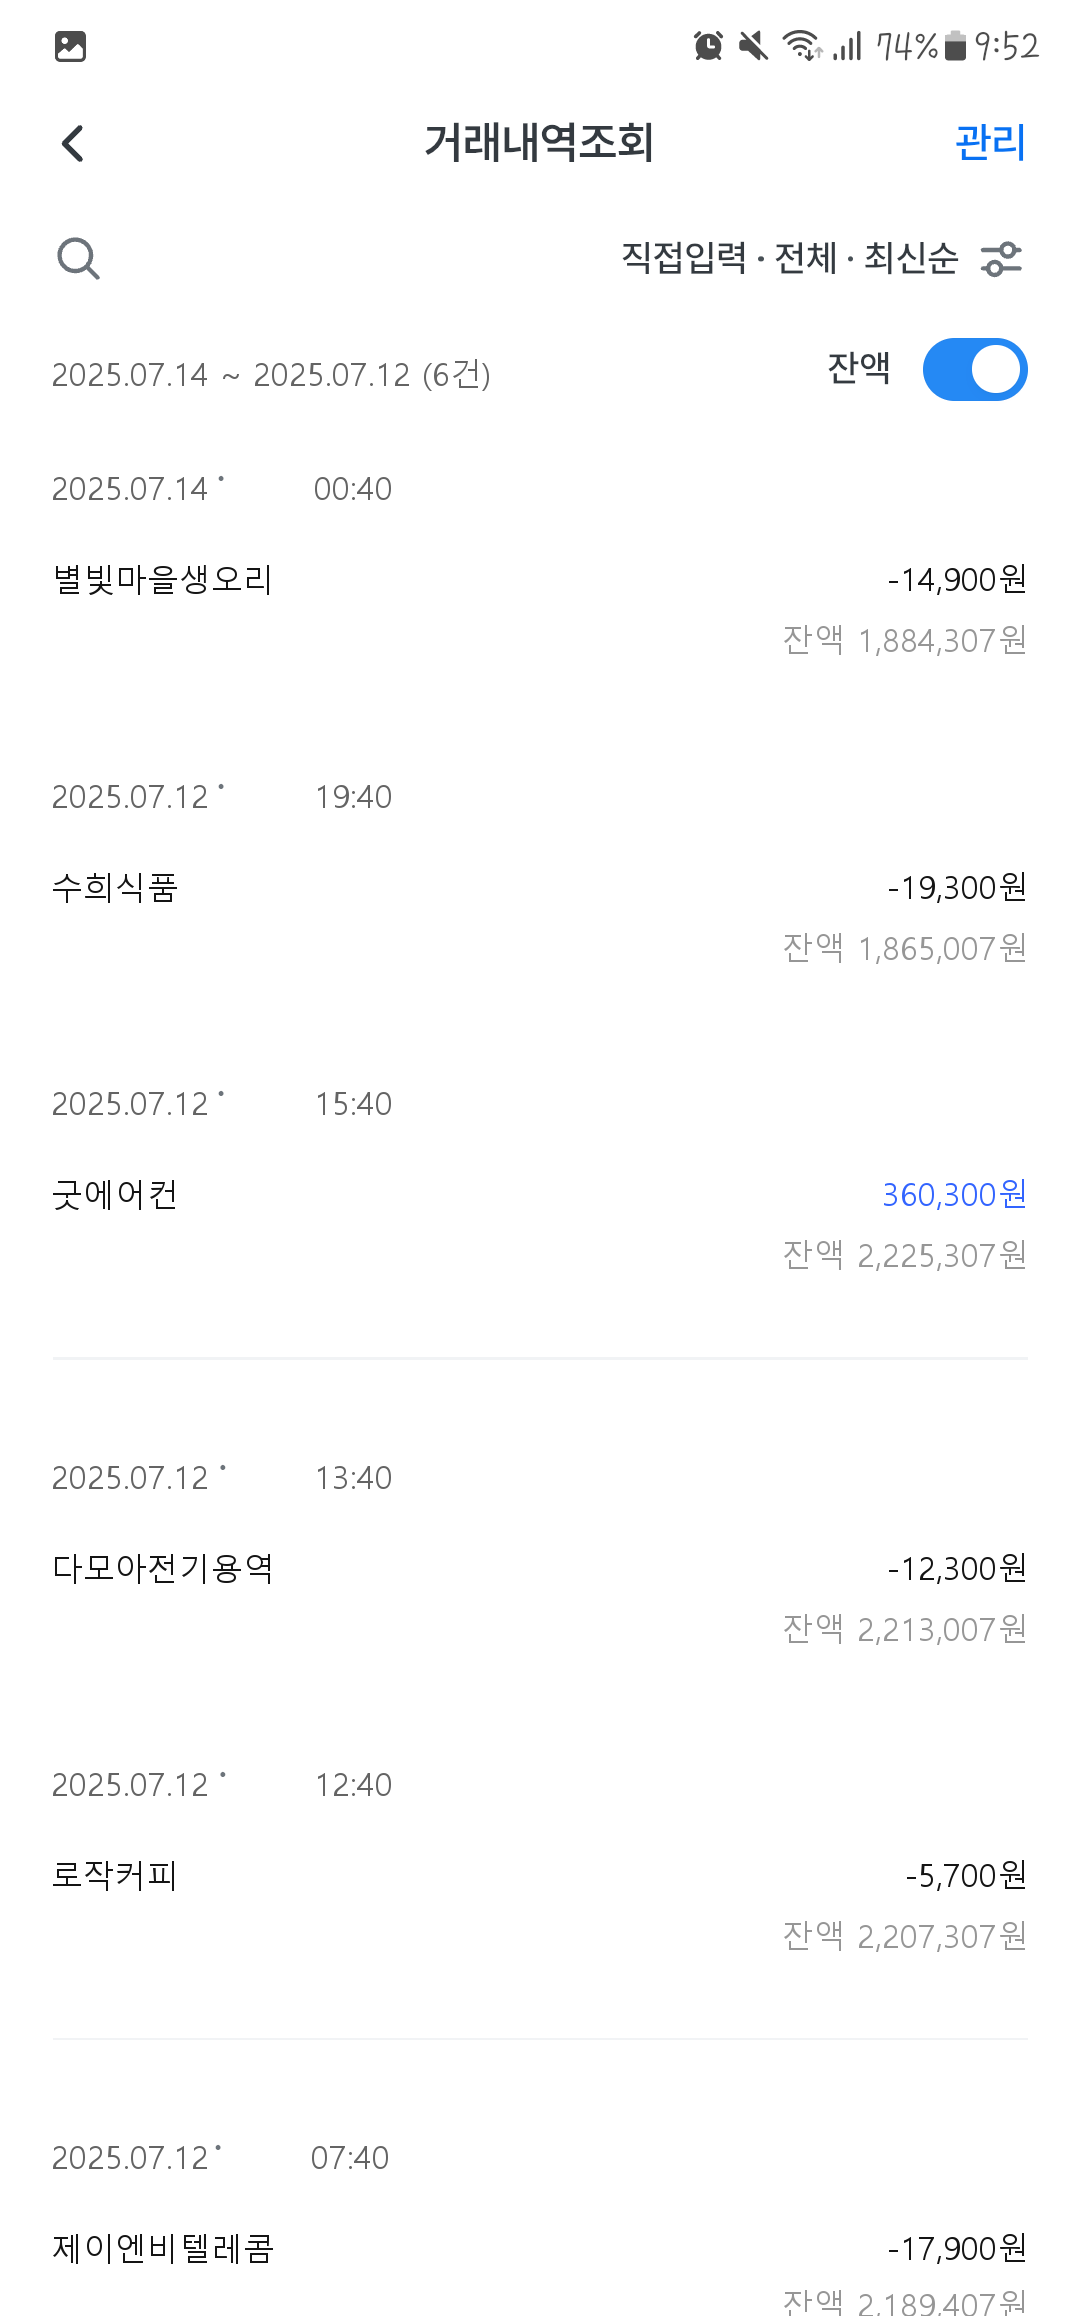 74% 9:52
거래내역조회 관리
직접입력 · 전체 · 최신순
2025.07.14 ~ 2025.07.12 (6건) 잔액
2025.07.14 · 00:40
별빛마을생오리 -14,900원
잔액 1,884,307원
2025.07.12 · 19:40
수희식품 -19,300원
잔액 1,865,007원
2025.07.12 · 15:40
굿에어컨 360,300원
잔액 2,225,307원
2025.07.12 · 13:40
다모아전기용역 -12,300원
잔액 2,213,007원
2025.07.12 · 12:40
로작커피 -5,700원
잔액 2,207,307원
2025.07.12 · 07:40
제이엔비텔레콤 -17,900원
잔액 2,189,407원